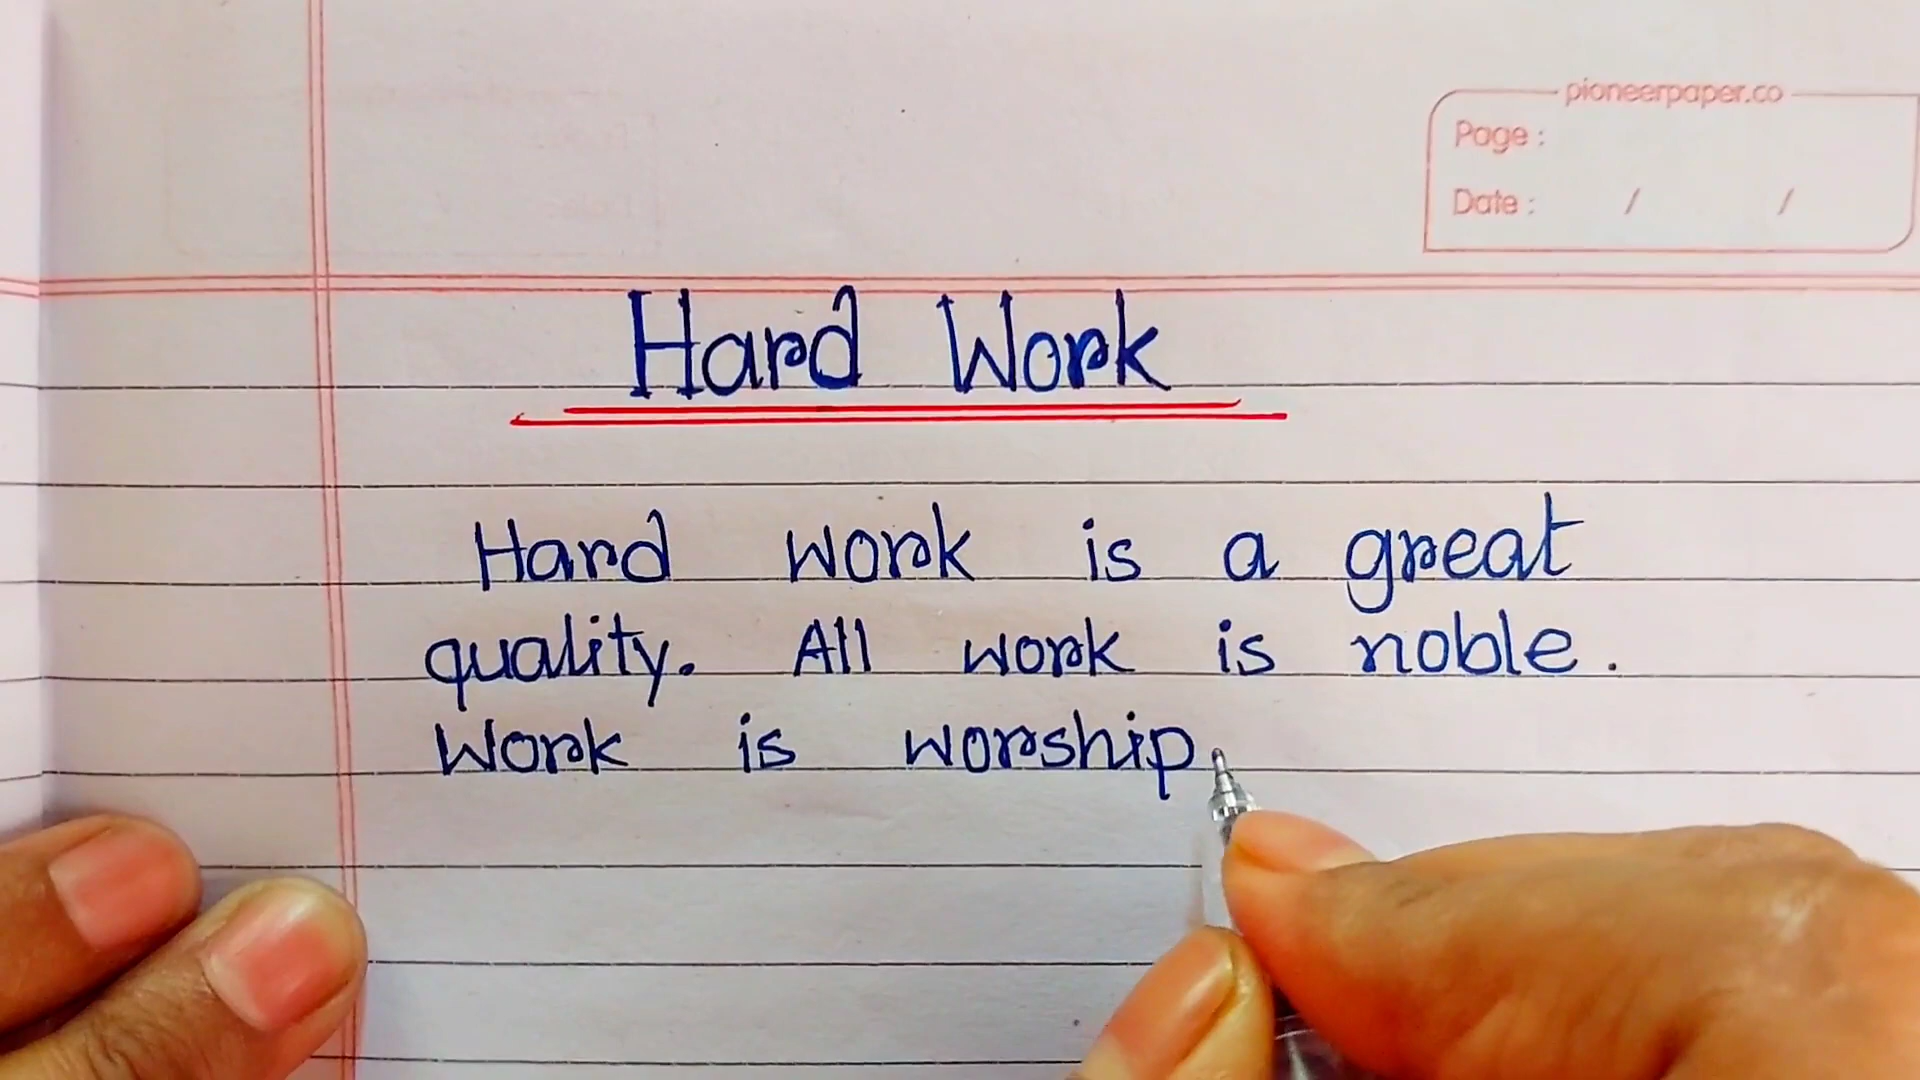 pioneerpaper.co
Page :
Date : / /
Hard Work
Hard work is a great
quality. All work is noble.
Work is worship.